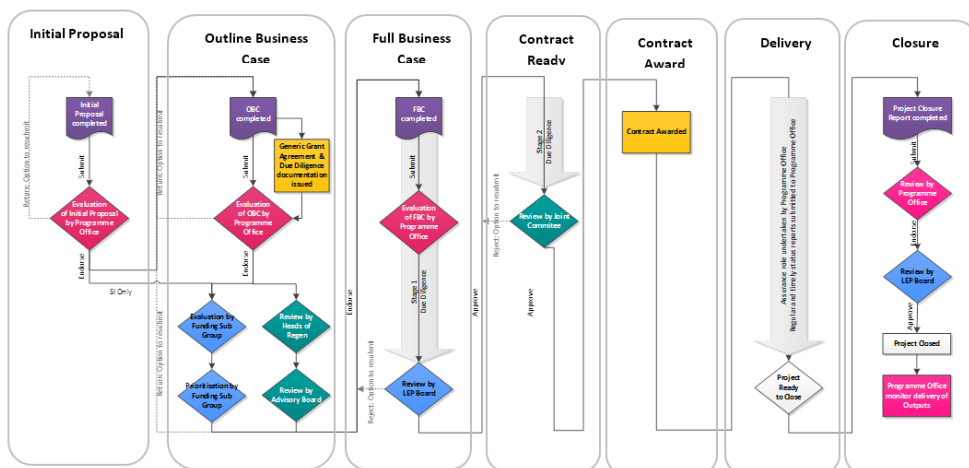 Initial Proposal
Initial
Proposal
completed
Submit
Return: Option to resubmit
Evaluation
of Initial Proposal
by Programme
Office
Endorse
SI Only
Outline Business
Case
OBC
completed
Generic Grant
Agreement &
Due Diligence
documentation
issued
Submit
Return: Option to resubmit
Evaluation
of OBC by Programme
Office
Endorse
Evaluation by
Funding Sub
Group
Review by
Heads of
Regen
Return: Option to resubmit
Prioritisation by
Funding Sub
Group
Review by
Advisory Board
Endorse
Full Business
Case
FBC
completed
Submit
Evaluation
of FBC by
Programme
Office
Stage 1
Due Diligence
Reject: Option to resubmit
Review by
LEP Board
Approve
Contract
Ready
Stage 2
Due Diligence
Reject: Option to resubmit
Review by Joint
Commitee
Approve
Contract
Award
Contract Awarded
Delivery
Assurance role undertaken by Programme Office
Regular and timely status reports submitted to Programme Office
Project
Ready
to Close
Closure
Project Closure
Report completed
Submit
Review by
Programme
Office
Endorse
Review by
LEP Board
Approve
Project Closed
Programme Office
monitor delivery of
Outputs